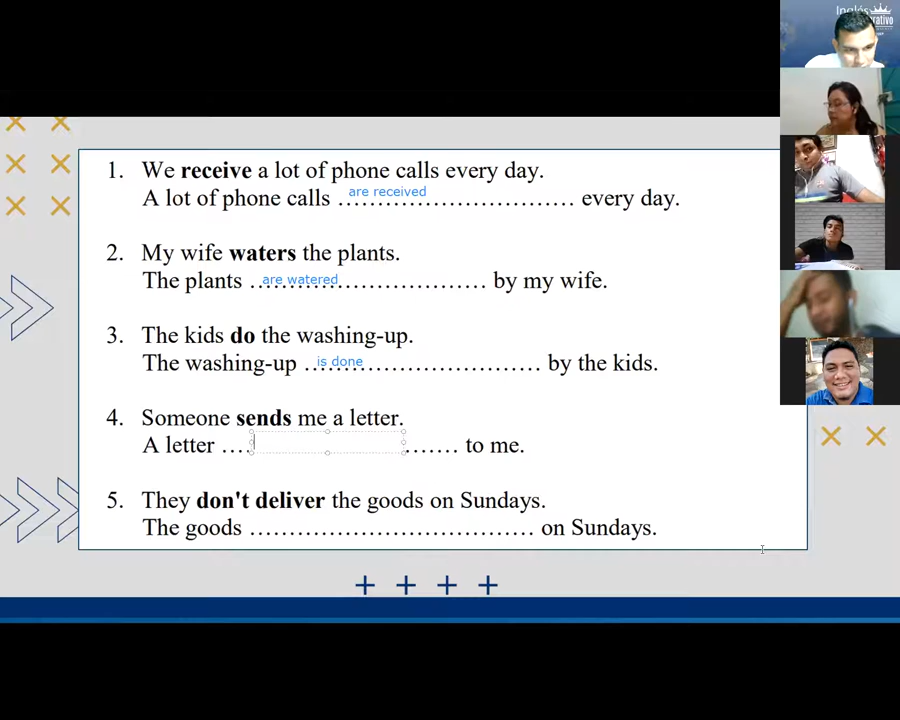 Inglés
1. We receive a lot of phone calls every day.
A lot of phone calls ... are received ... every day.
2. My wife waters the plants.
The plants ... are watered ... by my wife.
3. The kids do the washing-up.
The washing-up ... is done ... by the kids.
4. Someone sends me a letter.
A letter ... to me.
5. They don't deliver the goods on Sundays.
The goods ... on Sundays.